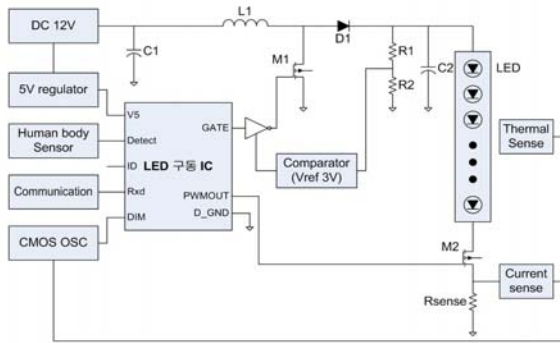 DC 12V
L1
D1
C1
M1
R1
R2
C2
LED
5V regulator
V5
GATE
Human body
Sensor
Detect
ID
LED 구동 IC
Comparator
(Vref 3V)
Thermal
Sense
Communication
Rxd
PWMOUT
D_GND
DIM
CMOS OSC
M2
Current
sense
Rsense